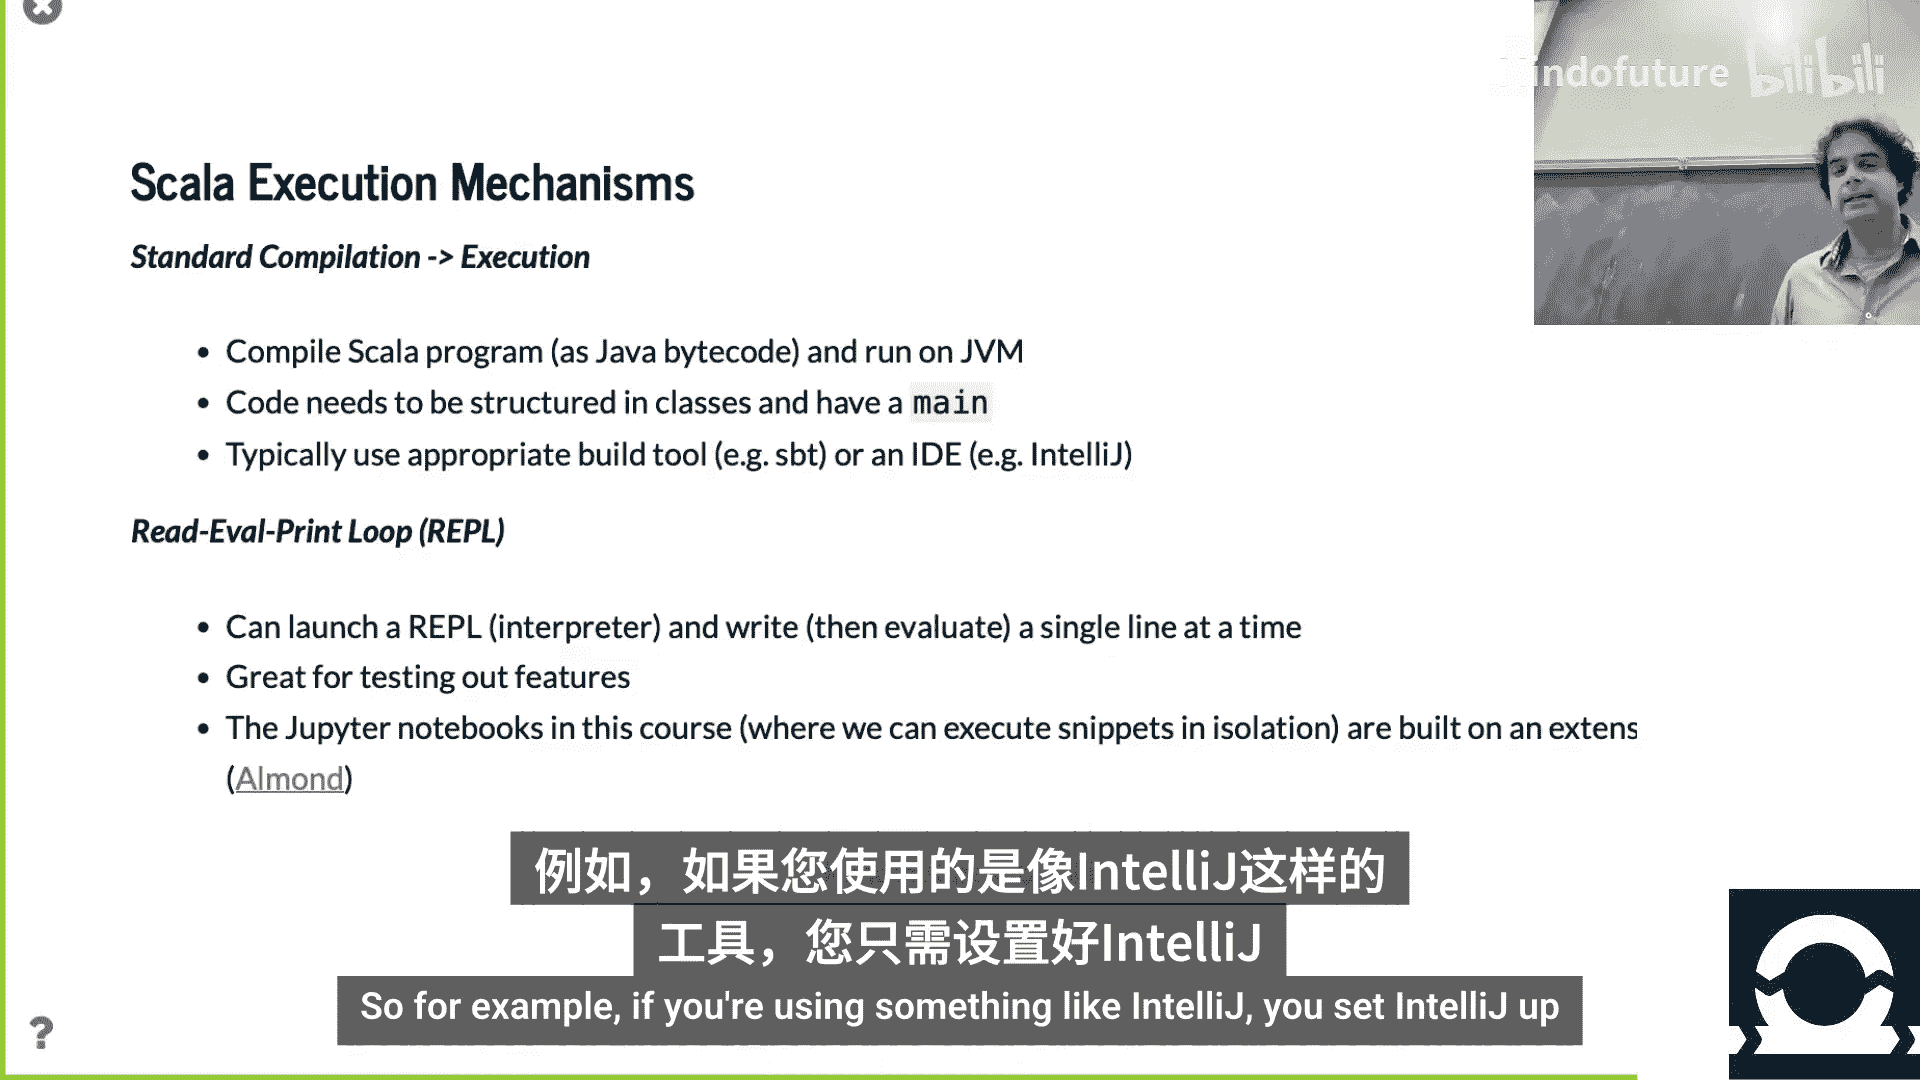 indofuture bilibili
Scala Execution Mechanisms
Standard Compilation -> Execution
• Compile Scala program (as Java bytecode) and run on JVM
• Code needs to be structured in classes and have a main
• Typically use appropriate build tool (e.g. sbt) or an IDE (e.g. IntelliJ)
Read-Eval-Print Loop (REPL)
• Can launch a REPL (interpreter) and write (then evaluate) a single line at a time
• Great for testing out features
• The Jupyter notebooks in this course (where we can execute snippets in isolation) are built on an extens
(Almond)
例如，如果您使用的是像IntelliJ这样的
工具，您只需设置好IntelliJ
So for example, if you're using something like IntelliJ, you set IntelliJ up
?